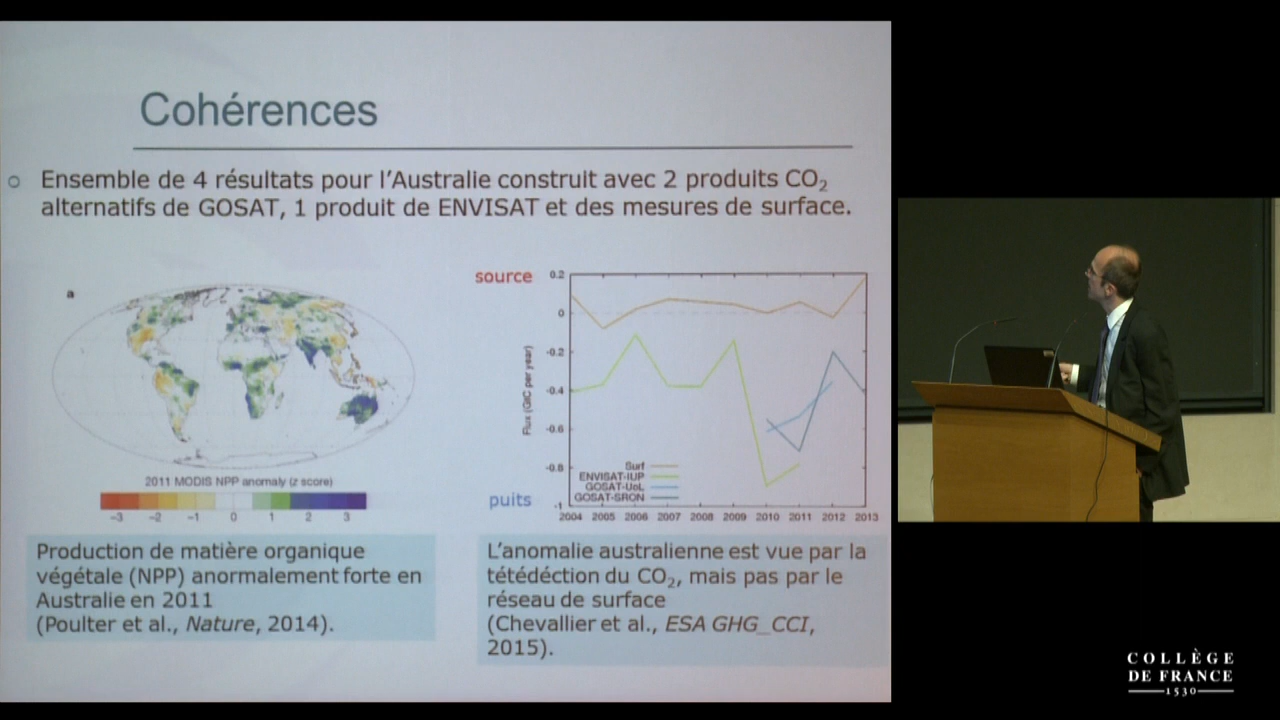 Cohérences
Ensemble de 4 résultats pour l'Australie construit avec 2 produits CO₂
alternatifs de GOSAT, 1 produit de ENVISAT et des mesures de surface.
a
2011 MODIS NPP anomaly (z score)
−3 −2 −1 0 1 2 3
Production de matière organique
végétale (NPP) anormalement forte en
Australie en 2011
(Poulter et al., Nature, 2014).
source
puits
Flux (GtC per year)
0.2
0
-0.2
-0.4
-0.6
-0.8
-1
Surf
ENVISAT-IUP
GOSAT-UoL
GOSAT-SRON
2004 2005 2006 2007 2008 2009 2010 2011 2012 2013
L'anomalie australienne est vue par la
tétédéction du CO₂, mais pas par le
réseau de surface
(Chevallier et al., ESA GHG_CCI,
2015).
COLLÈGE
DE FRANCE
1530